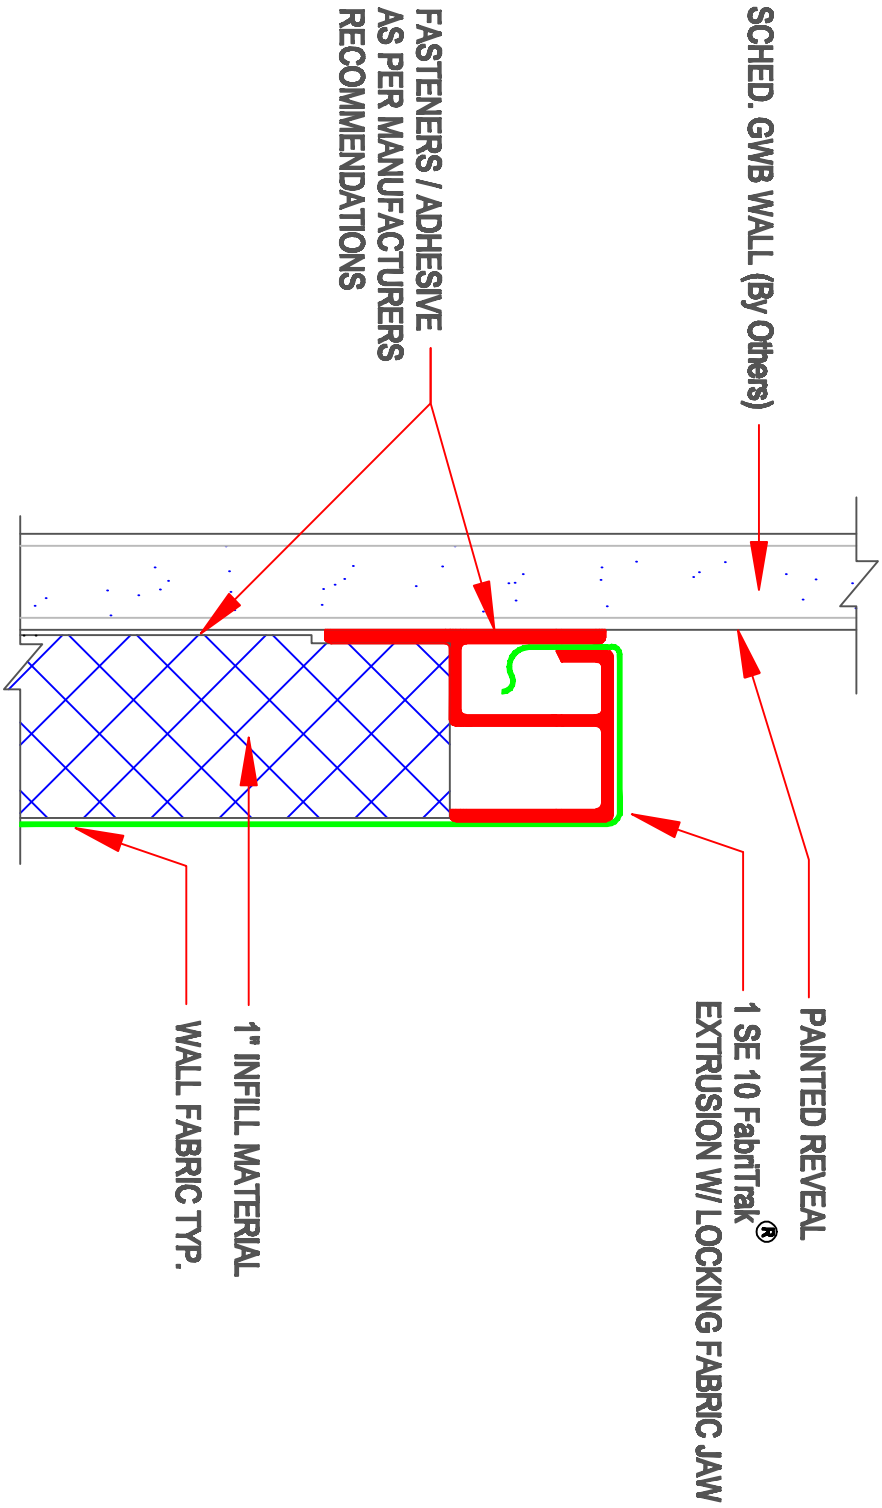 SCHED. GWB WALL (By Others)
FASTENERS / ADHESIVE
AS PER MANUFACTURERS
RECOMMENDATIONS
PAINTED REVEAL
1 SE 10 FabriTrak®
EXTRUSION W/ LOCKING FABRIC JAW
1" INFILL MATERIAL
WALL FABRIC TYP.